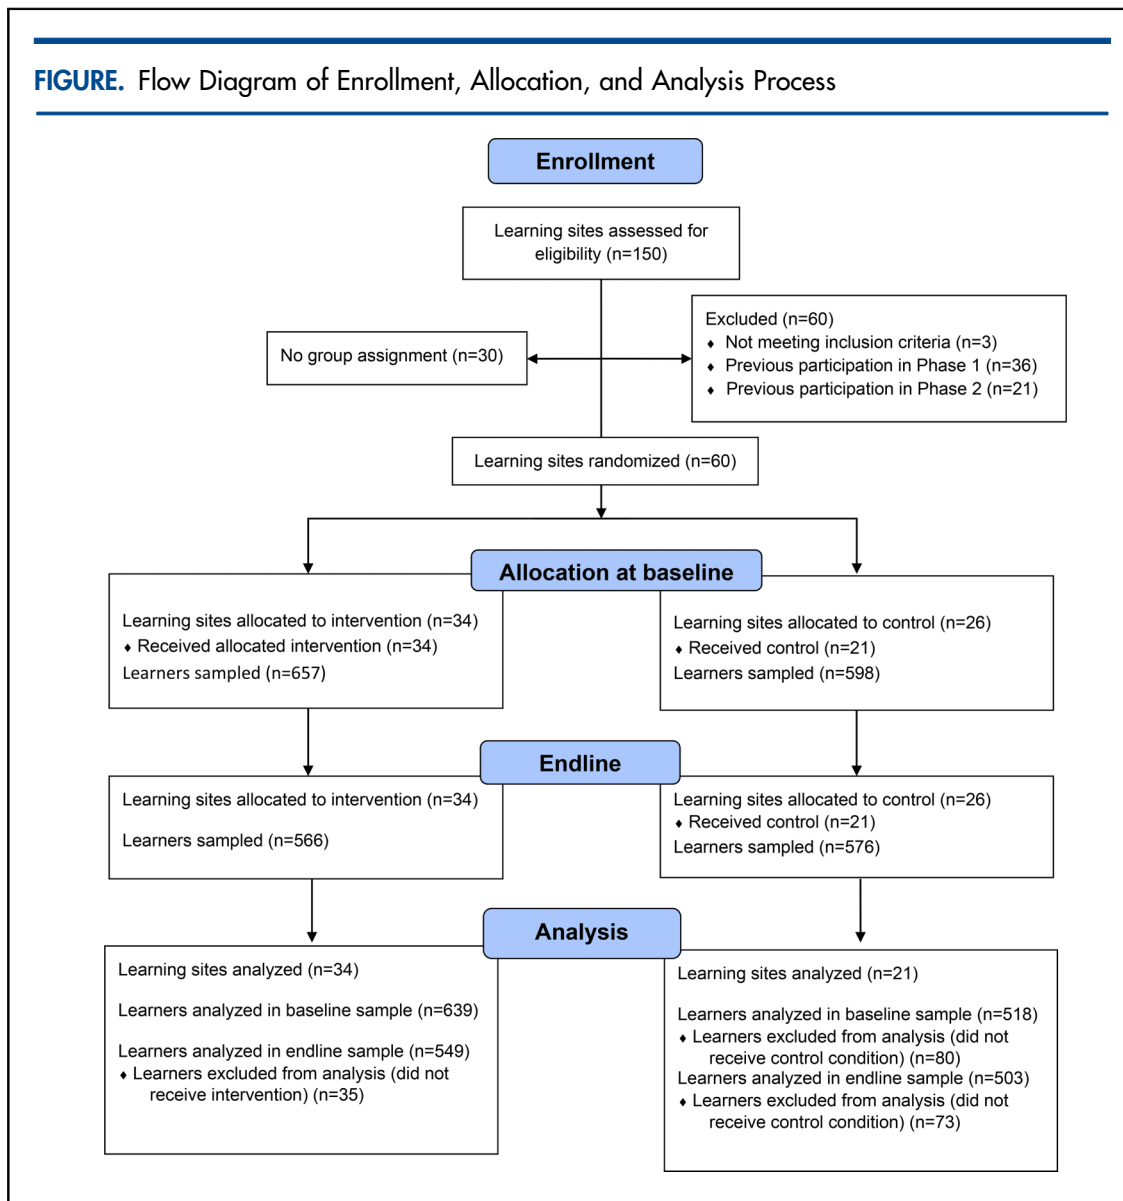 FIGURE. Flow Diagram of Enrollment, Allocation, and Analysis Process
Enrollment
Learning sites assessed for
eligibility (n=150)
No group assignment (n=30)
Excluded (n=60)
♦ Not meeting inclusion criteria (n=3)
♦ Previous participation in Phase 1 (n=36)
♦ Previous participation in Phase 2 (n=21)
Learning sites randomized (n=60)
Allocation at baseline
Learning sites allocated to intervention (n=34)
♦ Received allocated intervention (n=34)
Learners sampled (n=657)
Learning sites allocated to control (n=26)
♦ Received control (n=21)
Learners sampled (n=598)
Endline
Learning sites allocated to intervention (n=34)
Learners sampled (n=566)
Learning sites allocated to control (n=26)
♦ Received control (n=21)
Learners sampled (n=576)
Analysis
Learning sites analyzed (n=34)
Learners analyzed in baseline sample (n=639)
Learners analyzed in endline sample (n=549)
♦ Learners excluded from analysis (did not
receive intervention) (n=35)
Learning sites analyzed (n=21)
Learners analyzed in baseline sample (n=518)
♦ Learners excluded from analysis (did not
receive control condition) (n=80)
Learners analyzed in endline sample (n=503)
♦ Learners excluded from analysis (did not
receive control condition) (n=73)